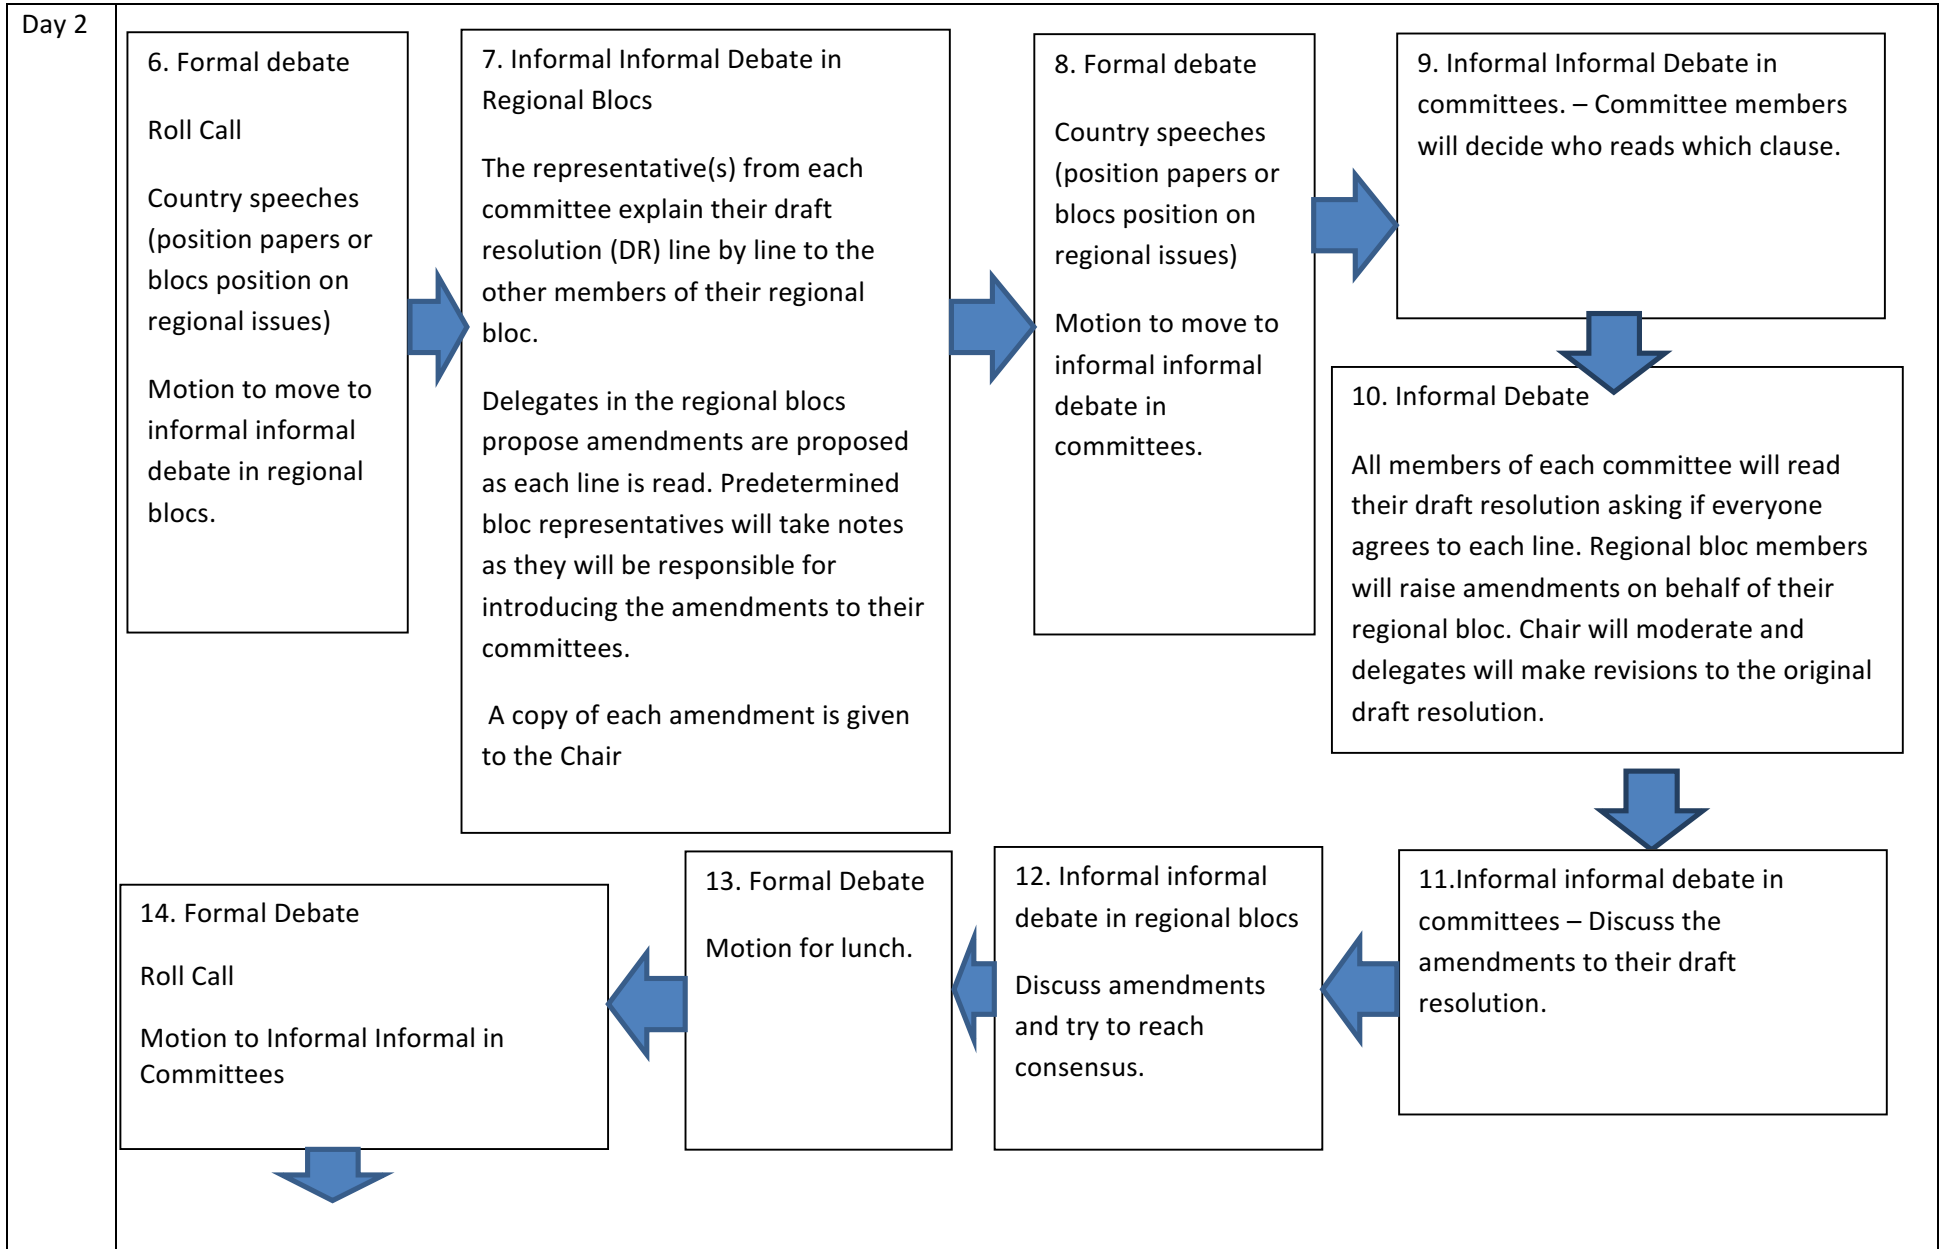 Day 2
6. Formal debate
Roll Call
Country speeches
(position papers or
blocs position on
regional issues)
Motion to move to
informal informal
debate in regional
blocs.
7. Informal Informal Debate in
Regional Blocs
The representative(s) from each
committee explain their draft
resolution (DR) line by line to the
other members of their regional
bloc.
Delegates in the regional blocs
propose amendments are proposed
as each line is read. Predetermined
bloc representatives will take notes
as they will be responsible for
introducing the amendments to their
committees.
A copy of each amendment is given
to the Chair
8. Formal debate
Country speeches
(position papers or
blocs position on
regional issues)
Motion to move to
informal informal
debate in
committees.
9. Informal Informal Debate in
committees. – Committee members
will decide who reads which clause.
10. Informal Debate
All members of each committee will read
their draft resolution asking if everyone
agrees to each line. Regional bloc members
will raise amendments on behalf of their
regional bloc. Chair will moderate and
delegates will make revisions to the original
draft resolution.
11.Informal informal debate in
committees – Discuss the
amendments to their draft
resolution.
12. Informal informal
debate in regional blocs
Discuss amendments
and try to reach
consensus.
13. Formal Debate
Motion for lunch.
14. Formal Debate
Roll Call
Motion to Informal Informal in
Committees